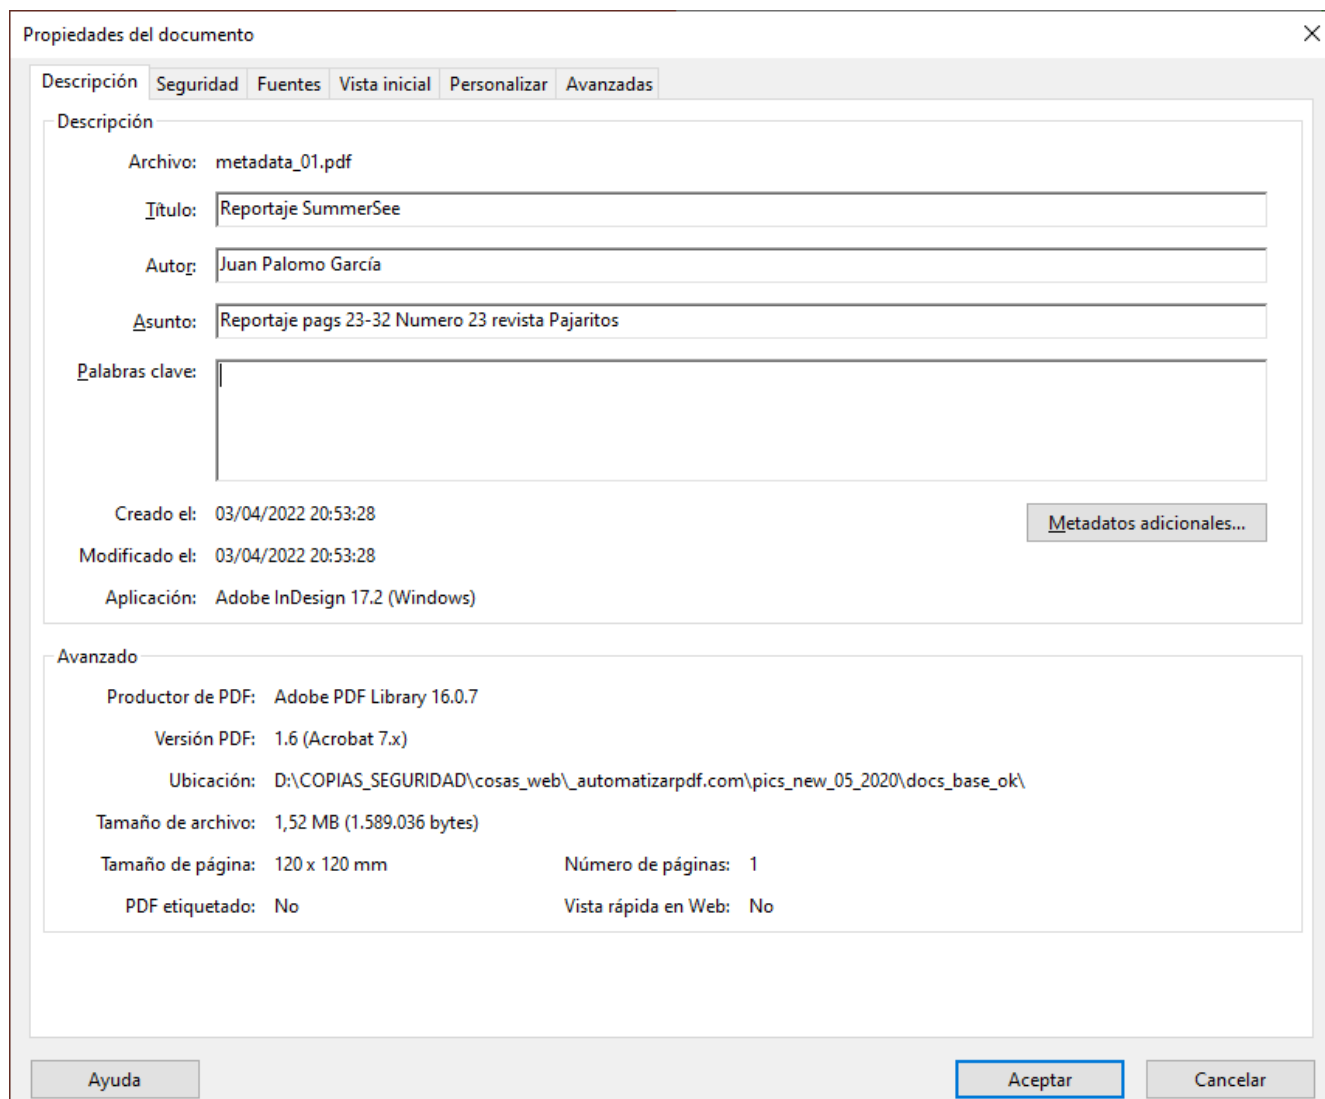 Propiedades del documento
Descripción Seguridad Fuentes Vista inicial Personalizar Avanzadas
Descripción
Archivo: metadata_01.pdf
Título: Reportaje SummerSee
Autor: Juan Palomo García
Asunto: Reportaje pags 23-32 Numero 23 revista Pajaritos
Palabras clave:
Creado el: 03/04/2022 20:53:28
Metadatos adicionales...
Modificado el: 03/04/2022 20:53:28
Aplicación: Adobe InDesign 17.2 (Windows)
Avanzado
Productor de PDF: Adobe PDF Library 16.0.7
Versión PDF: 1.6 (Acrobat 7.x)
Ubicación: D:\COPIAS_SEGURIDAD\cosas_web\_automatizarpdf.com\pics_new_05_2020\docs_base_ok\
Tamaño de archivo: 1,52 MB (1.589.036 bytes)
Tamaño de página: 120 x 120 mm Número de páginas: 1
PDF etiquetado: No Vista rápida en Web: No
Ayuda Aceptar Cancelar